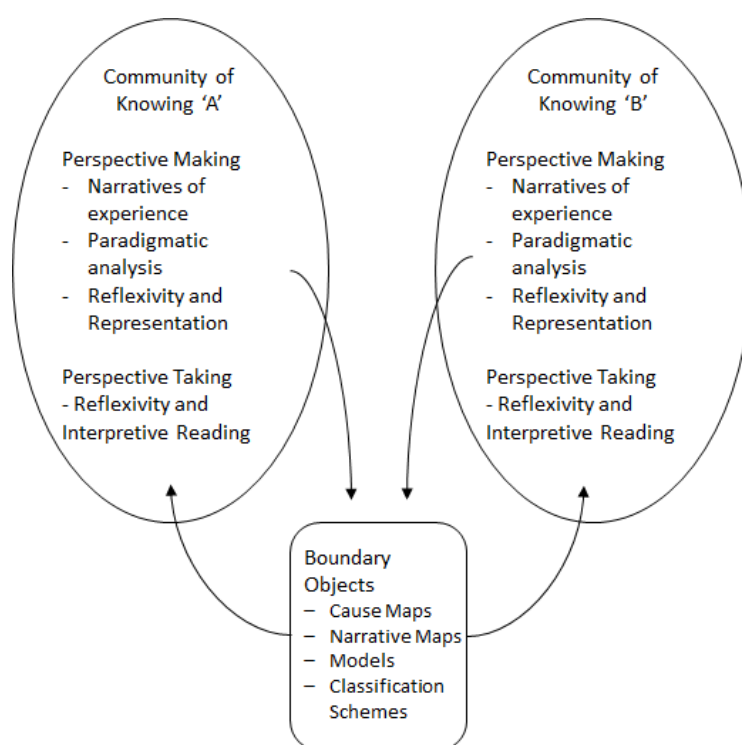 Community of
Knowing ‘A’
Perspective Making
- Narratives of
experience
- Paradigmatic
analysis
- Reflexivity and
Representation
Perspective Taking
- Reflexivity and
Interpretive Reading
Community of
Knowing ‘B’
Perspective Making
- Narratives of
experience
- Paradigmatic
analysis
- Reflexivity and
Representation
Perspective Taking
- Reflexivity and
Interpretive Reading
Boundary
Objects
– Cause Maps
– Narrative Maps
– Models
– Classification
Schemes